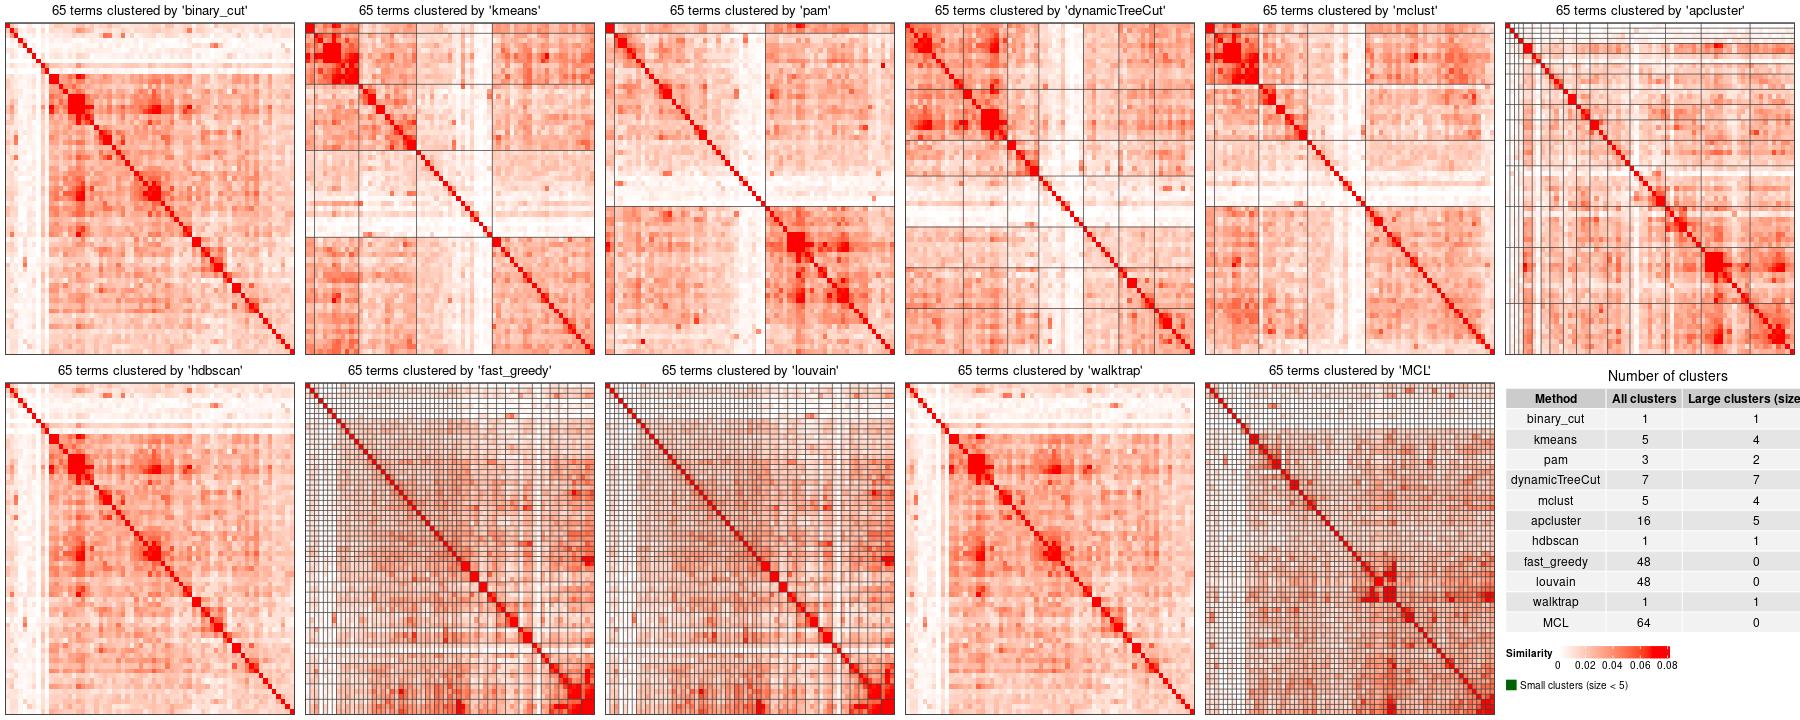 65 terms clustered by 'binary_cut'
65 terms clustered by 'kmeans'
65 terms clustered by 'pam'
65 terms clustered by 'dynamicTreeCut'
65 terms clustered by 'mclust'
65 terms clustered by 'apcluster'
65 terms clustered by 'hdbscan'
65 terms clustered by 'fast_greedy'
65 terms clustered by 'louvain'
65 terms clustered by 'walktrap'
65 terms clustered by 'MCL'
Number of clusters
Method All clusters Large clusters (size
binary_cut 1 1
kmeans 5 4
pam 3 2
dynamicTreeCut 7 7
mclust 5 4
apcluster 16 5
hdbscan 1 1
fast_greedy 48 0
louvain 48 0
walktrap 1 1
MCL 64 0
Similarity
0 0.02 0.04 0.06 0.08
Small clusters (size < 5)